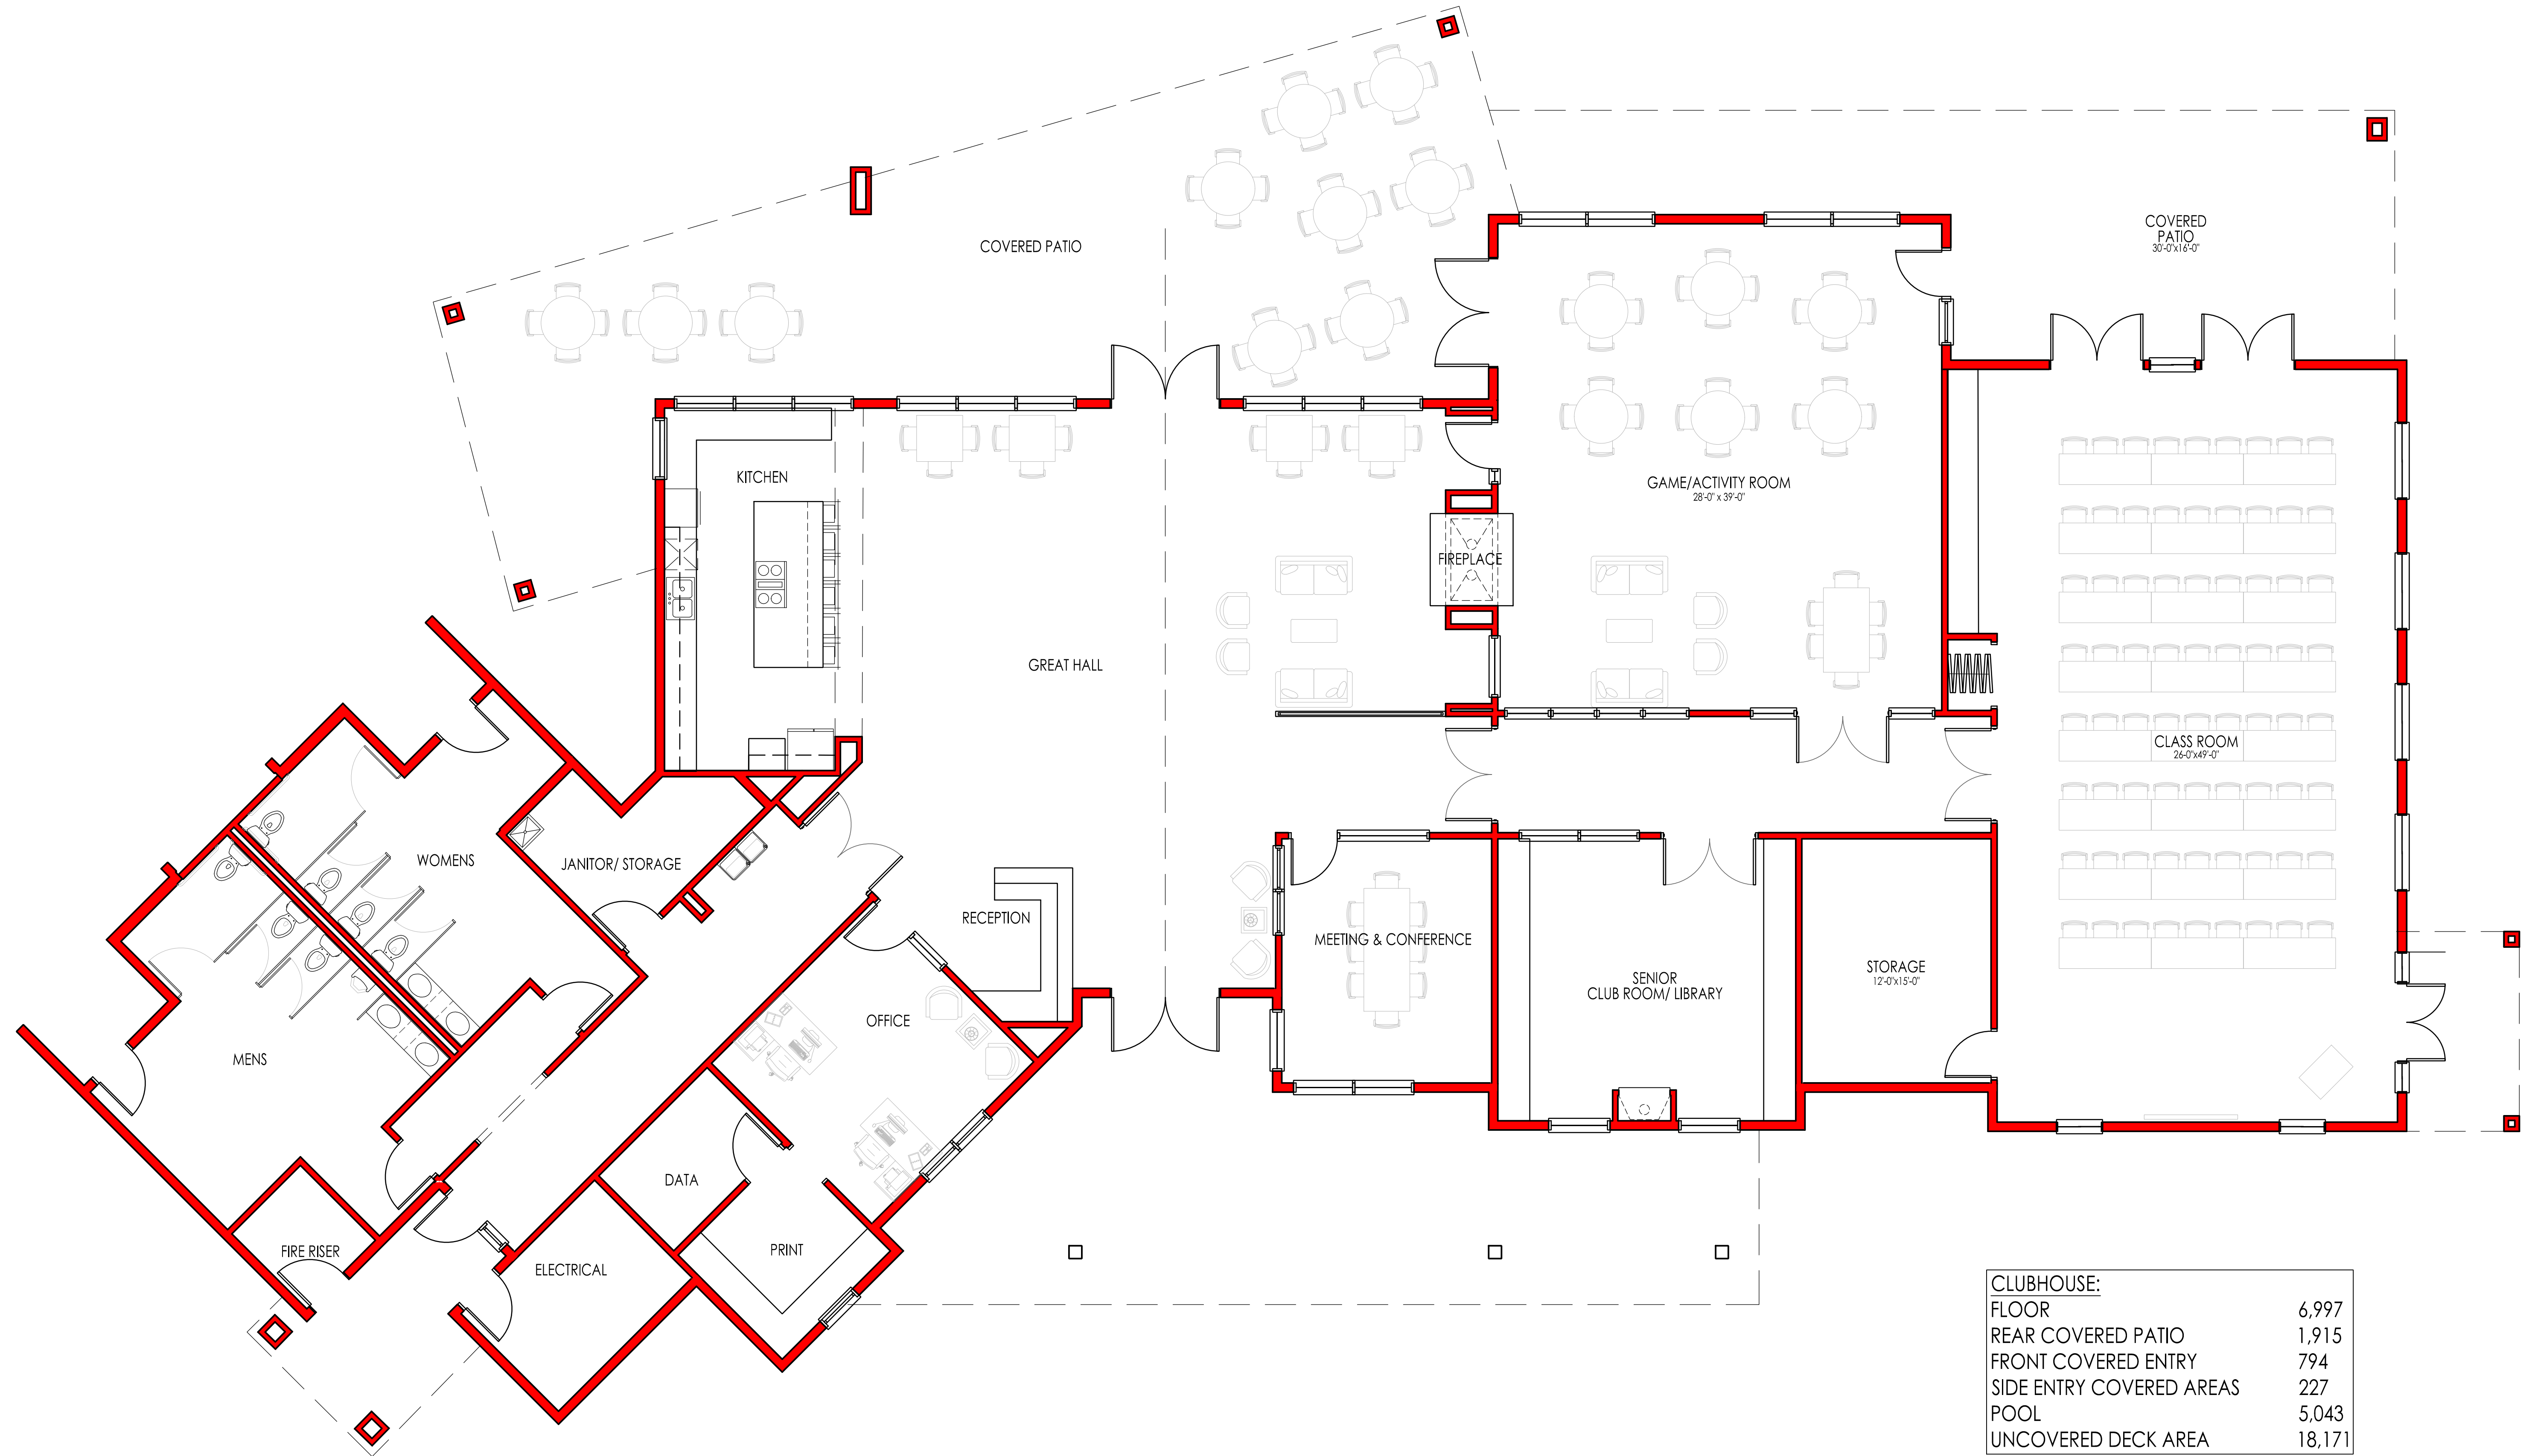 COVERED PATIO
COVERED
PATIO
30'-0"x16'-0"
KITCHEN
GAME/ACTIVITY ROOM
28'-0" x 39'-0"
FIREPLACE
GREAT HALL
CLASS ROOM
26-0"x49'-0"
WOMENS
JANITOR/ STORAGE
RECEPTION
MEETING & CONFERENCE
STORAGE
12'-0"x15'-0"
SENIOR
CLUB ROOM/ LIBRARY
OFFICE
MENS
DATA
PRINT
FIRE RISER
ELECTRICAL
CLUBHOUSE:
FLOOR 6,997
REAR COVERED PATIO 1,915
FRONT COVERED ENTRY 794
SIDE ENTRY COVERED AREAS 227
POOL 5,043
UNCOVERED DECK AREA 18,171